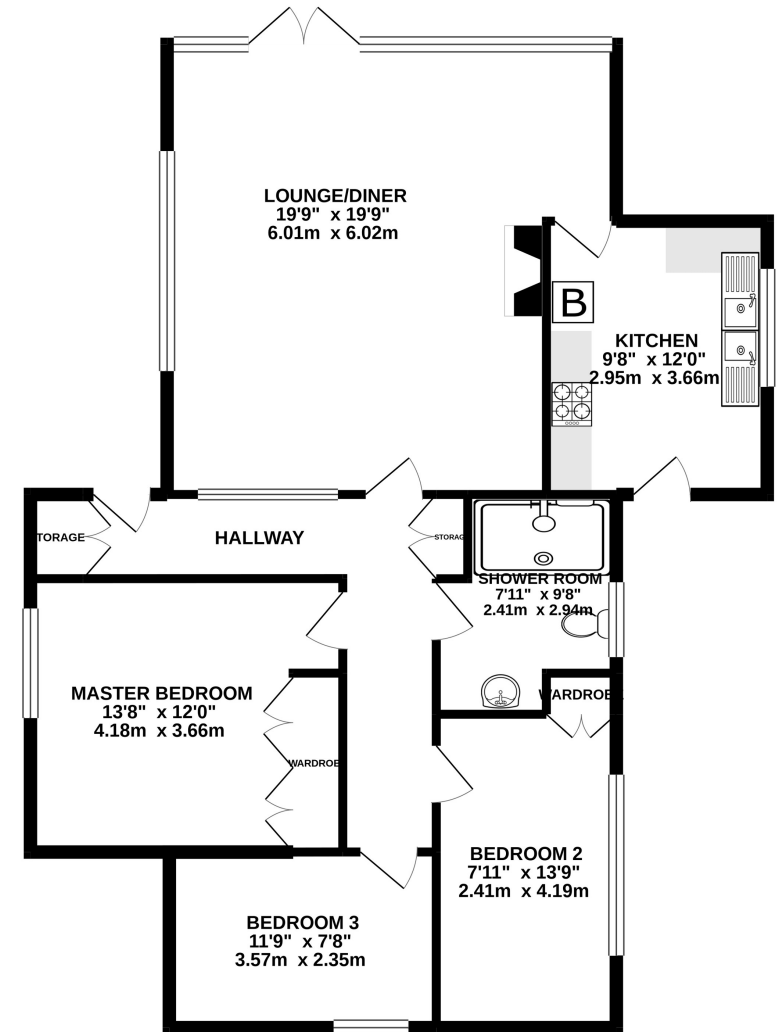 LOUNGE/DINER
19'9" x 19'9"
6.01m x 6.02m
B
KITCHEN
9'8" x 12'0"
2.95m x 3.66m
TORAGE
HALLWAY
STORAG
SHOWER ROOM
7'11" x 9'8"
2.41m x 2.94m
MASTER BEDROOM
13'8" x 12'0"
4.18m x 3.66m
WARDROBE
WARDROBE
BEDROOM 2
7'11" x 13'9"
2.41m x 4.19m
BEDROOM 3
11'9" x 7'8"
3.57m x 2.35m